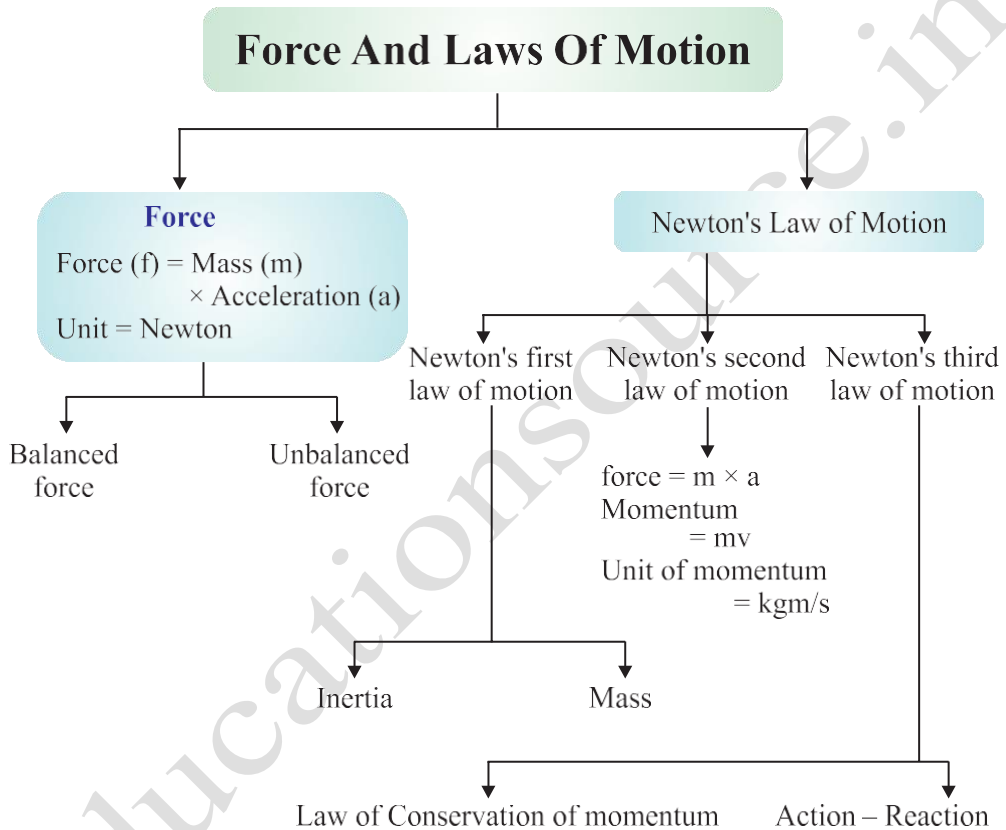 Force And Laws Of Motion
Force
Force (f) = Mass (m)
× Acceleration (a)
Unit = Newton
Newton's Law of Motion
Balanced
force
Unbalanced
force
Newton's first
law of motion
Newton's second
law of motion
Newton's third
law of motion
force = m × a
Momentum
= mv
Unit of momentum
= kgm/s
Inertia
Mass
Law of Conservation of momentum
Action – Reaction
ducationsource.in